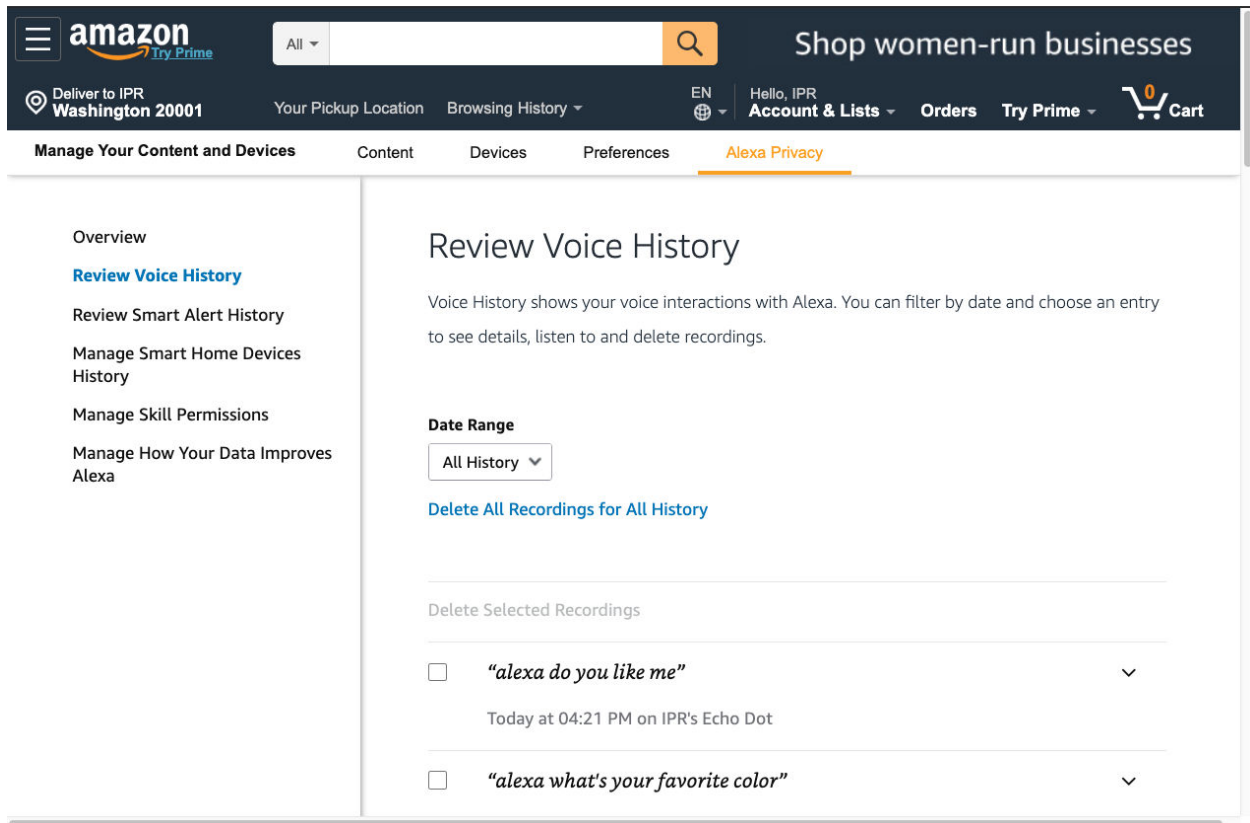 amazon
Try Prime
All
Shop women-run businesses
Deliver to IPR
Washington 20001
Your Pickup Location
Browsing History
EN
Hello, IPR
Account & Lists
Orders
Try Prime
0
Cart
Manage Your Content and Devices
Content
Devices
Preferences
Alexa Privacy
Overview
Review Voice History
Review Smart Alert History
Manage Smart Home Devices
History
Manage Skill Permissions
Manage How Your Data Improves
Alexa
Review Voice History
Voice History shows your voice interactions with Alexa. You can filter by date and choose an entry
to see details, listen to and delete recordings.
Date Range
All History
Delete All Recordings for All History
Delete Selected Recordings
“alexa do you like me”
Today at 04:21 PM on IPR's Echo Dot
“alexa what's your favorite color”